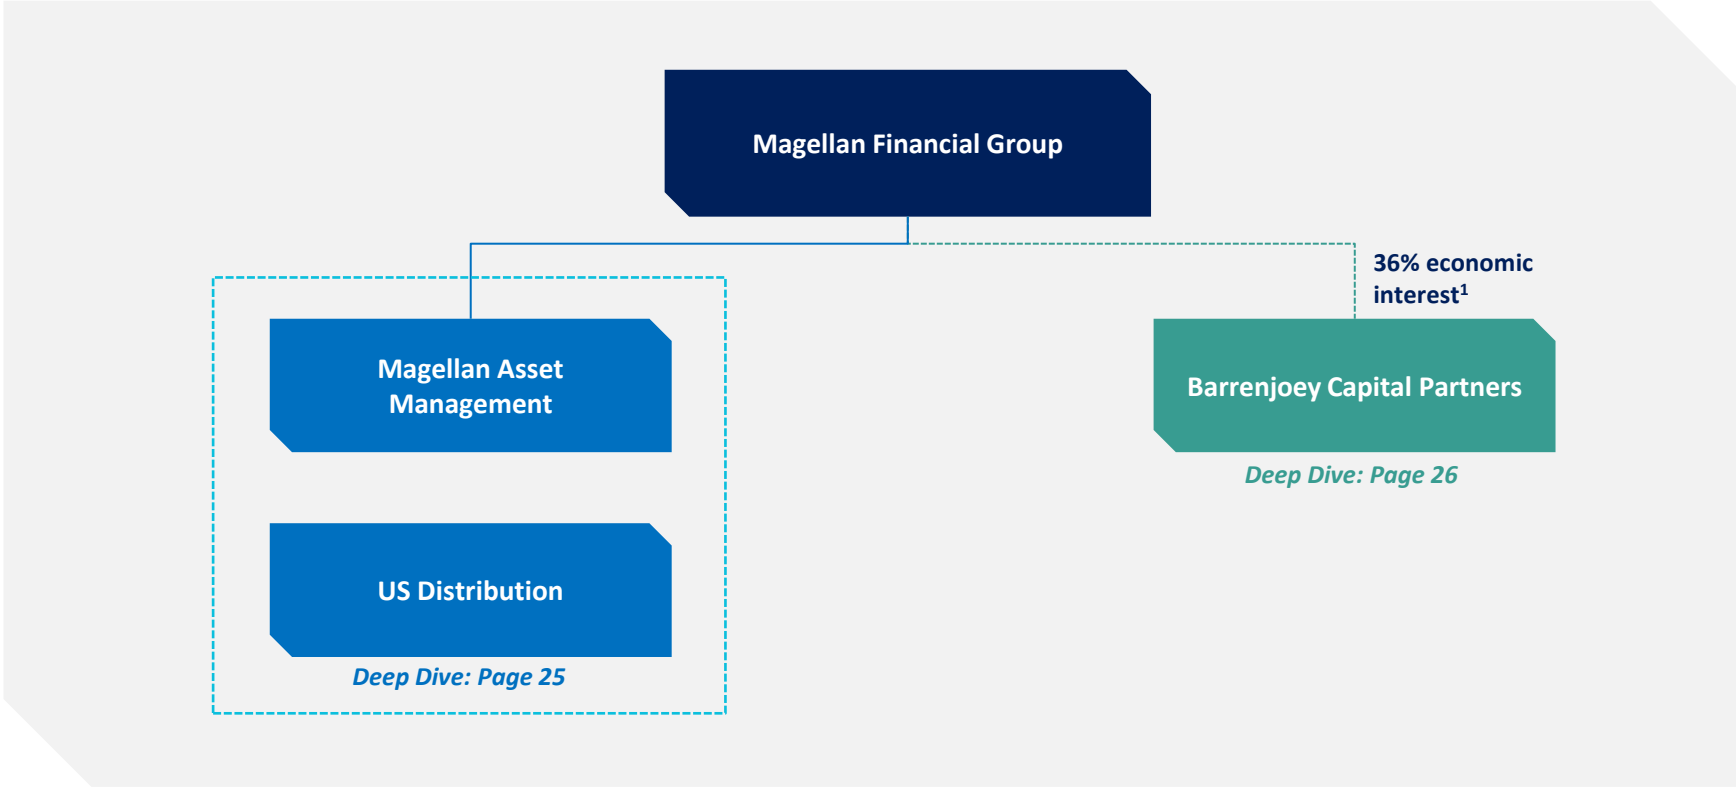 Magellan Financial Group
36% economic
interest¹
Magellan Asset
Management
Barrenjoey Capital Partners
Deep Dive: Page 26
US Distribution
Deep Dive: Page 25